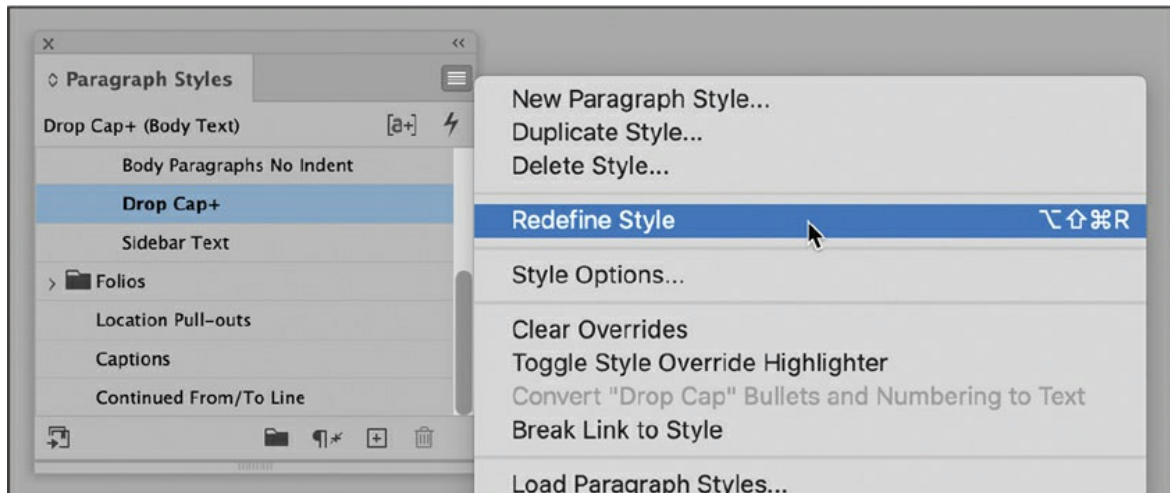 Paragraph Styles
Drop Cap+ (Body Text) [a+]
Body Paragraphs No Indent
Drop Cap+
Sidebar Text
Folios
Location Pull-outs
Captions
Continued From/To Line
New Paragraph Style...
Duplicate Style...
Delete Style...
Redefine Style ⌥⇧⌘R
Style Options...
Clear Overrides
Toggle Style Override Highlighter
Convert "Drop Cap" Bullets and Numbering to Text
Break Link to Style
Load Paragraph Styles...